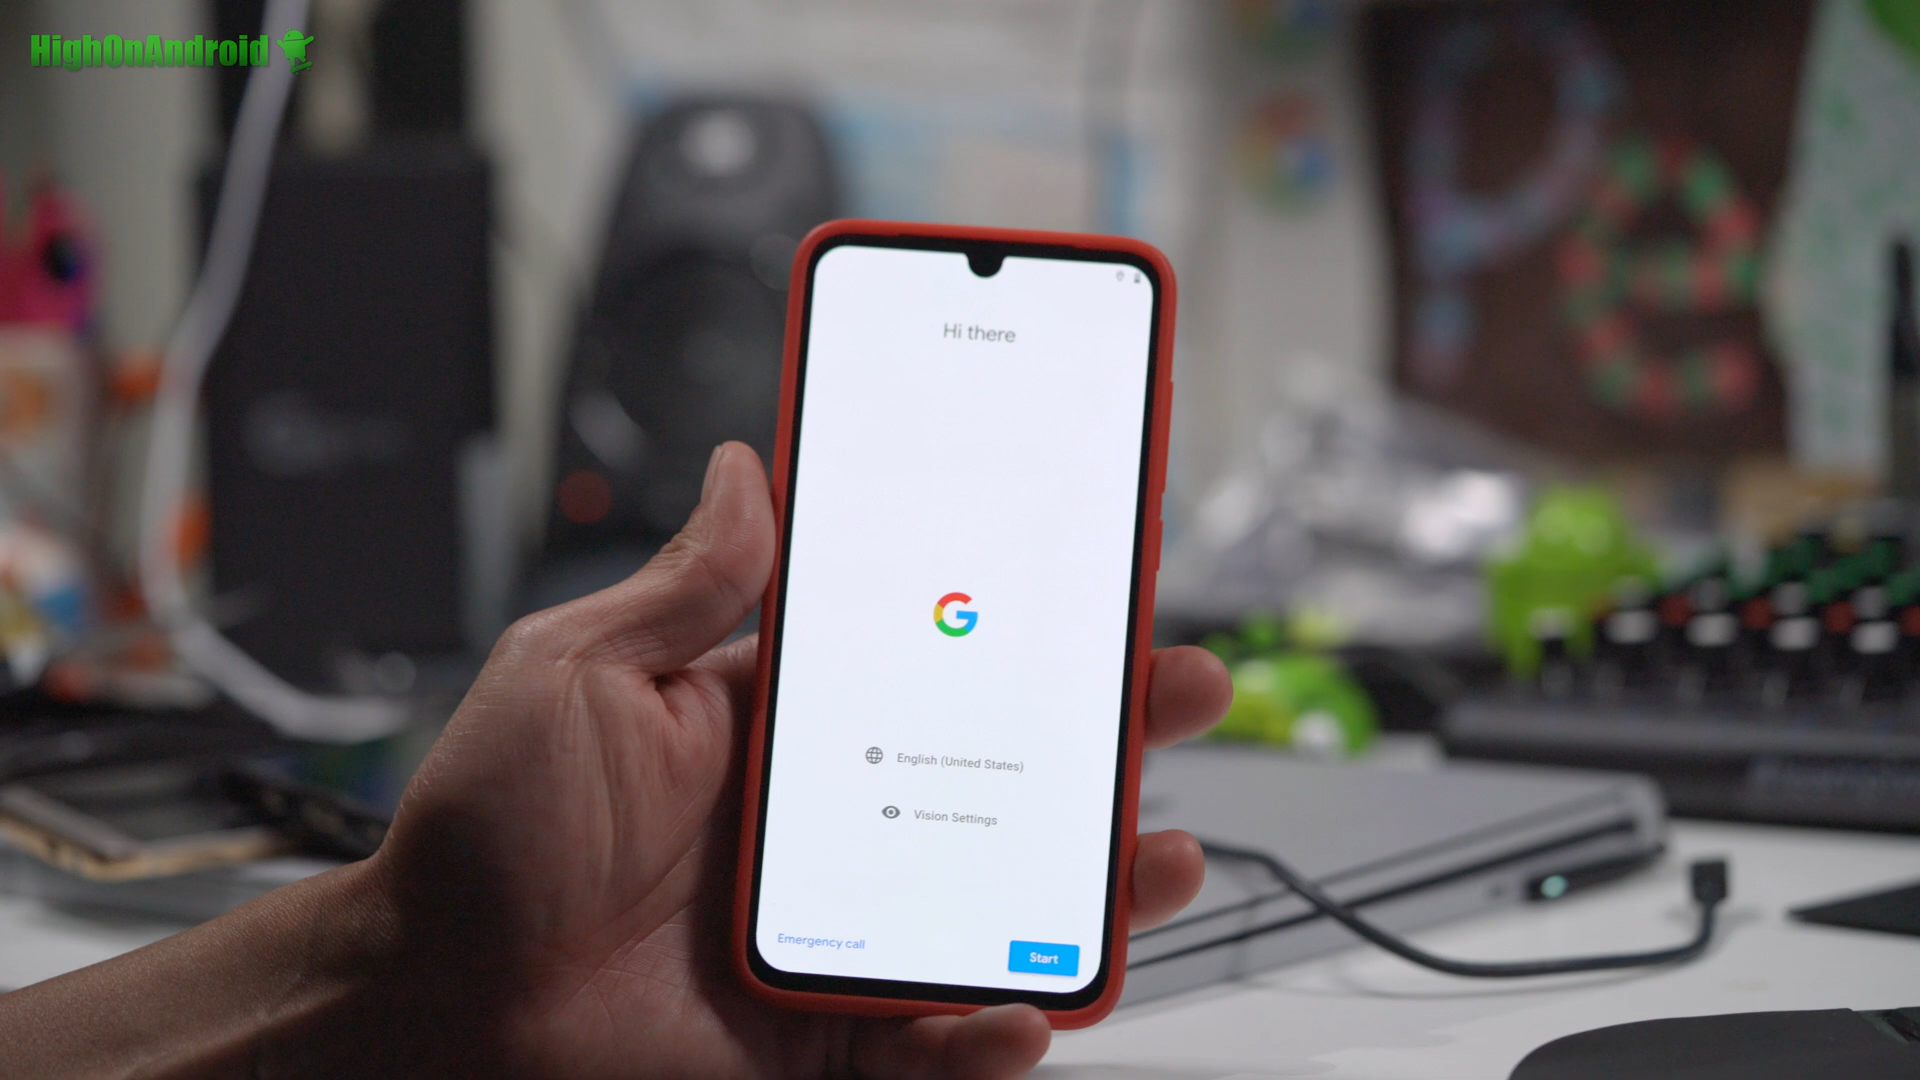 HighOnAndroid
Hi there
G
English (United States)
Vision Settings
Emergency call
Start